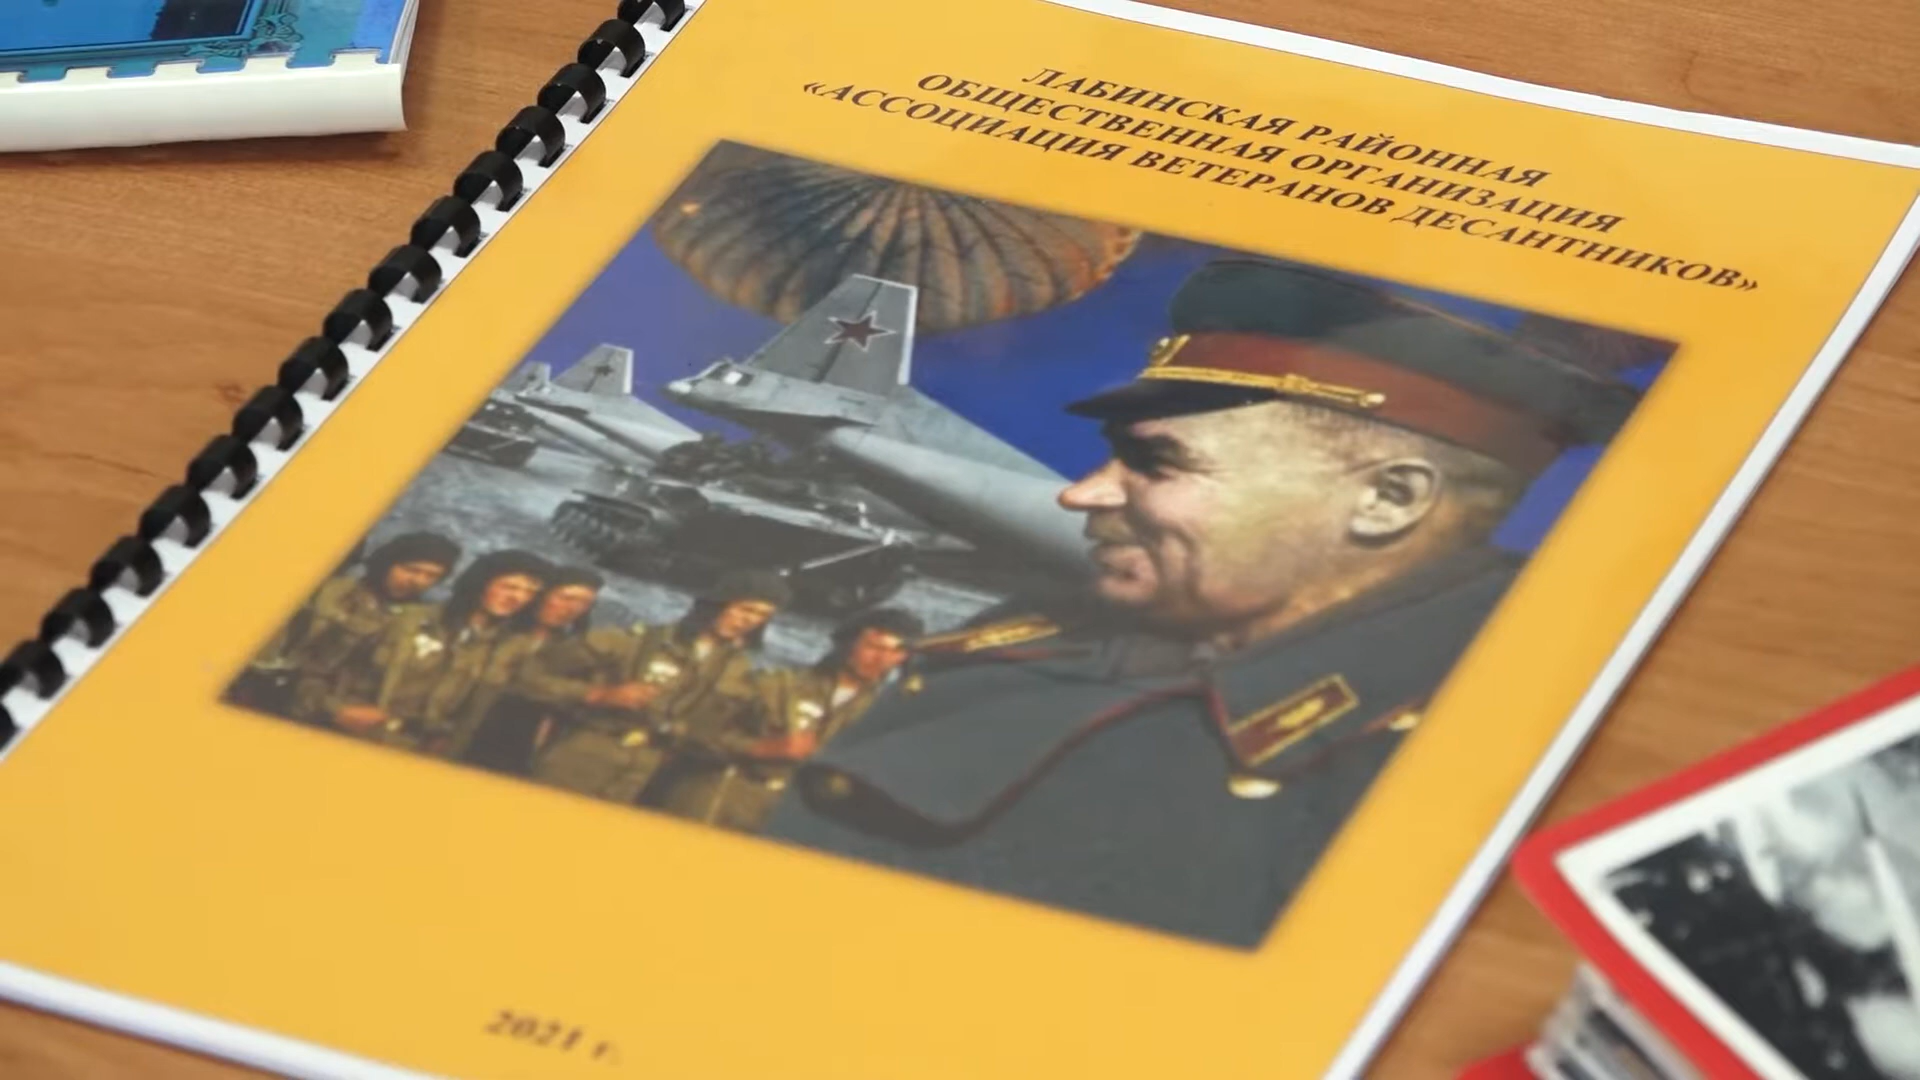 ЛАБИНСКАЯ РАЙОННАЯ
ОБЩЕСТВЕННАЯ ОРГАНИЗАЦИЯ
«АССОЦИАЦИЯ ВЕТЕРАНОВ ДЕСАНТНИКОВ»
2021 г.